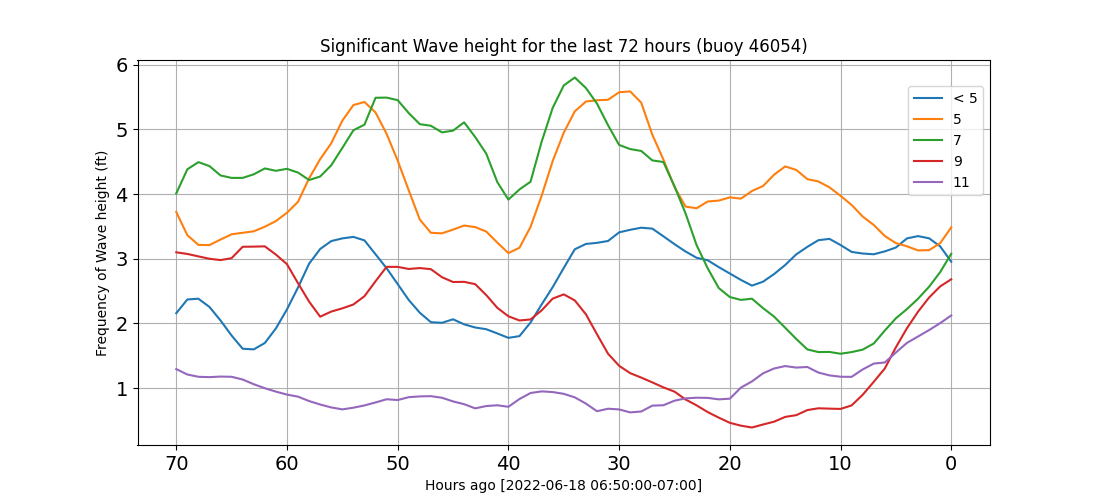 Significant Wave height for the last 72 hours (buoy 46054)
Frequency of Wave height (ft)
6
5
4
3
2
1
< 5
5
7
9
11
70 60 50 40 30 20 10 0
Hours ago [2022-06-18 06:50:00-07:00]